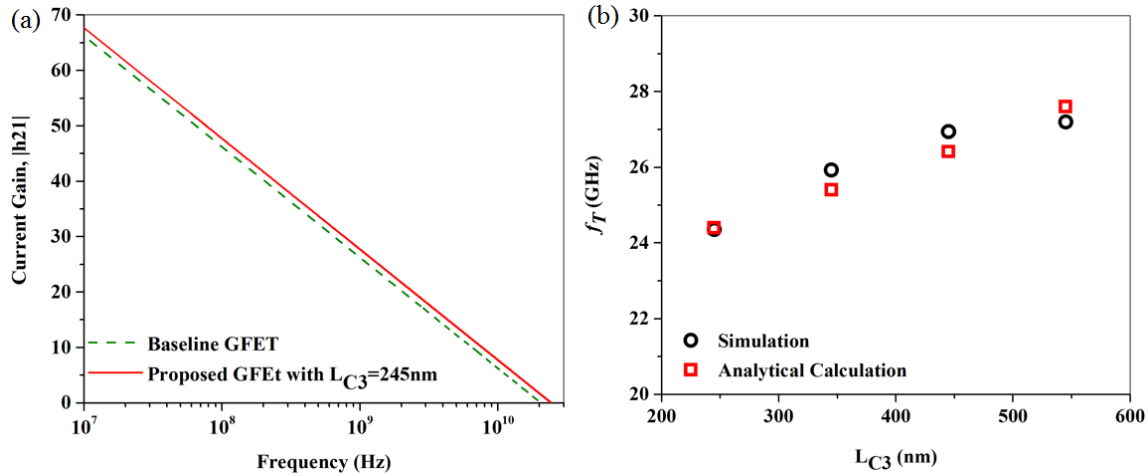 (a)
70
60
50
40
30
20
10
0
Current Gain, |h21|
Baseline GFET
Proposed GFEt with LC3=245nm
10^7
10^8
10^9
10^10
Frequency (Hz)
(b)
30
28
26
24
22
20
fT (GHz)
Simulation
Analytical Calculation
200
300
400
500
600
LC3 (nm)